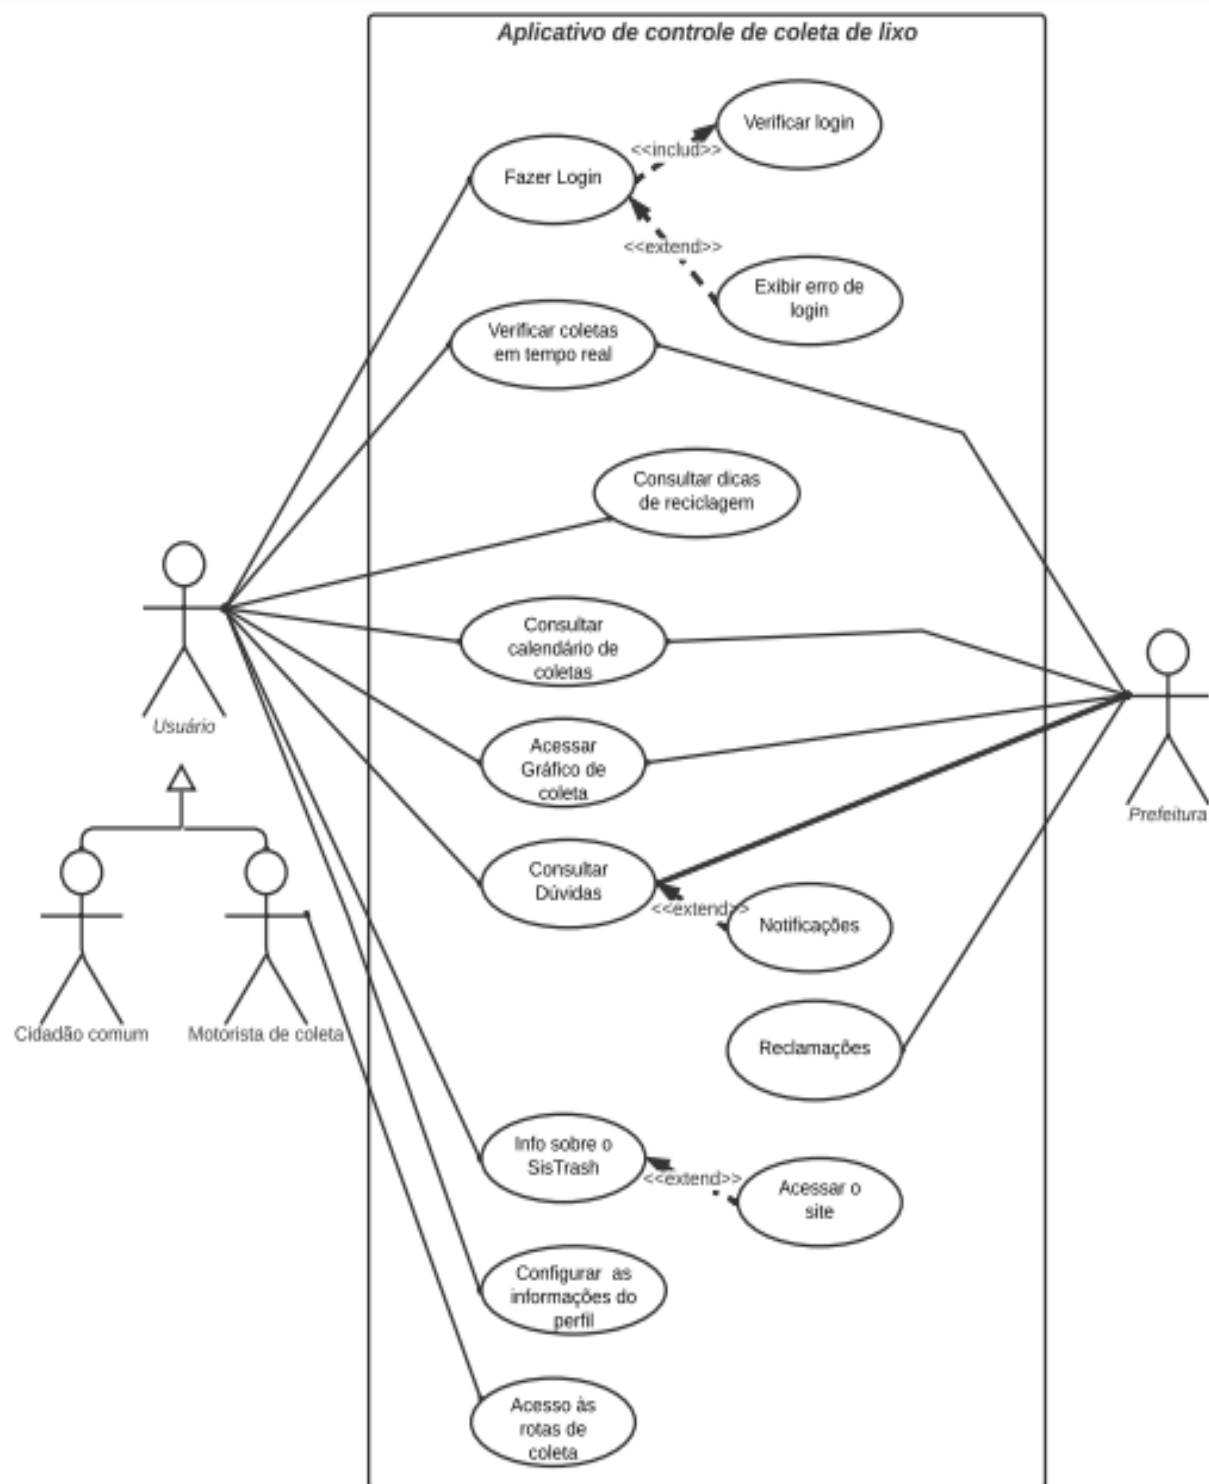 Aplicativo de controle de coleta de lixo
Verificar login
<<includ>>
Fazer Login
<<extend>>
Exibir erro de
login
Verificar coletas
em tempo real
Consultar dicas
de reciclagem
Consultar
calendário de
coletas
Usuário
Acessar
Gráfico de
coleta
Prefeitura
Consultar
Dúvidas
<<extend>>
Notificações
Cidadão comum
Motorista de coleta
Reclamações
Info sobre o
SisTrash
<<extend>>
Acessar o
site
Configurar as
informações do
perfil
Acesso às
rotas de
coleta